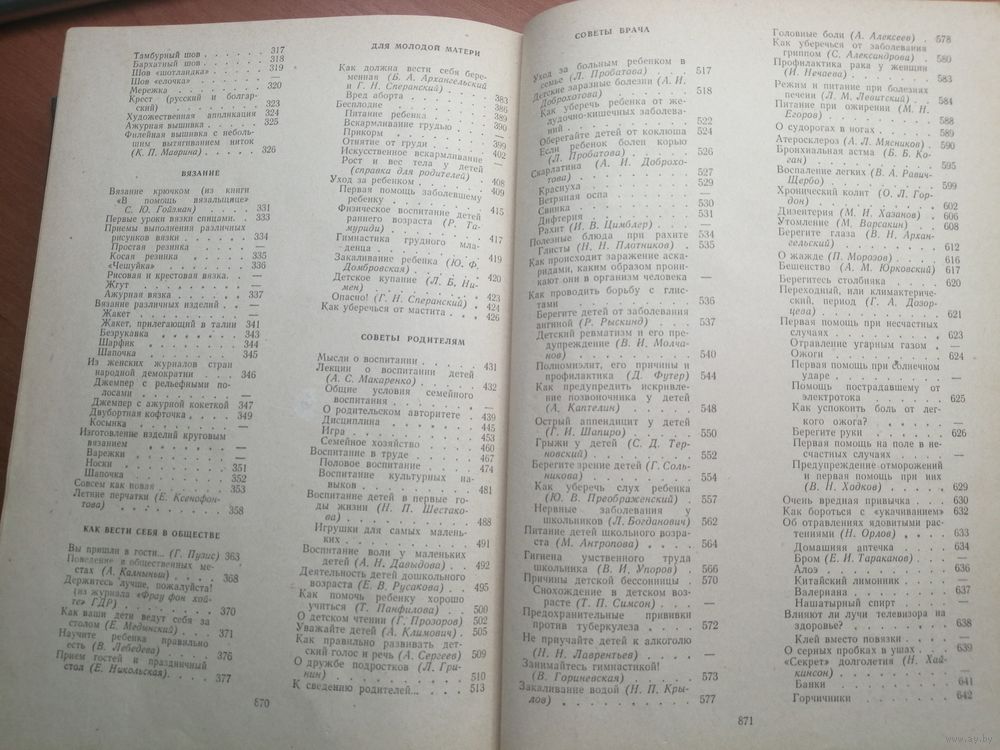 Тамбурный шов . . . . . . 317
Бархатный шов . . . . . . 318
Шов «шотландка» . . . . 319
Шов «елочка» . . . . . . —
Мережка . . . . . . . . 320
Крест (русский и болгар-
ский) . . . . . . . . 323
Художественная аппликация 324
Ажурная вышивка . . . . 325
Филейная вышивка с неболь-
шим вытягиванием ниток
(К. П. Маврина) . . . . 326
ВЯЗАНИЕ
Вязание крючком (из книги
«В помощь вязальщице»
С. Ю. Гойзман) . . . . 331
Первые уроки вязки спицами. . 333
Приемы выполнения различных
рисунков вязки . . . . . 334
Простая резинка . . . . —
Косая резинка . . . . . 335
«Чешуйка» . . . . . . . 336
Рисовая и крестовая вязка. —
Жгут . . . . . . . . . —
Ажурная вязка . . . . . 337
Вязание различных изделий . . —
Жакет . . . . . . . . . —
Жакет, прилегающий в талии 341
Безрукавка . . . . . . 343
Шарфик . . . . . . . . 344
Шапочка . . . . . . . . 345
Из женских журналов стран
народной демократии . . . 346
Джемпер с рельефными по-
лосами . . . . . . . . —
Джемпер с ажурной кокеткой 347
Двубортная кофточка . . . 349
Косынка . . . . . . . . —
Изготовление изделий круговым
вязанием . . . . . . . —
Варежки . . . . . . . . —
Носки . . . . . . . . . 351
Шапочка . . . . . . . . 352
Совсем как новая . . . . . 353
Летние перчатки (Е. Ксенофон-
това) . . . . . . . . . 358
КАК ВЕСТИ СЕБЯ В ОБЩЕСТВЕ
Вы пришли в гости... (Г. Пузис) 363
Поведение в общественных ме-
стах (А. Калныньш) . . . 368
Держитесь лучше, пожалуйста!
(из журнала «Фрау фон хой-
те» ГДР) . . . . . . . 370
Как ваши дети ведут себя за
столом (Е. Мединский) . . 371
Научите ребенка правильно
есть (В. Лебедева) . . . 376
Прием гостей и праздничный
стол (Е. Никольская) . . . 377
870
ДЛЯ МОЛОДОЙ МАТЕРИ
Как должна вести себя бере-
менная (Б. А. Архангельский
и Г. Н. Сперанский) . . . 383
Вред аборта . . . . . . 386
Бесплодие . . . . . . . 389
Питание ребенка . . . . . 390
Вскармливание грудью . . . —
Прикорм . . . . . . . . 399
Отнятие от груди . . . . 402
Искусственное вскармливание —
Рост и вес тела у детей
(справка для родителей) . 408
Уход за ребенком . . . . . 409
Первая помощь заболевшему
ребенку . . . . . . . . 415
Физическое воспитание детей
раннего возраста (Р. Та-
муриди) . . . . . . . . 417
Гимнастика грудного мла-
денца . . . . . . . . . 419
Закаливание ребенка (Ю. Ф.
Домбровская) . . . . . 420
Детское купание (Л. Б. Ни-
мен) . . . . . . . . . 423
Опасно! (Г. Н. Сперанский) . 424
Как уберечься от мастита . . 426
СОВЕТЫ РОДИТЕЛЯМ
Мысли о воспитании . . . . 431
Лекции о воспитании детей
(А. С. Макаренко) . . . 432
Общие условия семейного
воспитания . . . . . . —
О родительском авторитете . 439
Дисциплина . . . . . . 445
Игра . . . . . . . . . 453
Семейное хозяйство . . . 460
Воспитание в труде . . . . 467
Половое воспитание . . . 474
Воспитание культурных на-
выков . . . . . . . . 481
Воспитание детей в первые го-
ды жизни (Н. П. Шестако-
ва) . . . . . . . . . . 488
Игрушки для самых малень-
ких . . . . . . . . . . 491
Воспитание воли у маленьких
детей (А. Н. Давыдова) . . 492
Деятельность детей дошкольного
возраста (Е. В. Русакова) . 495
Как помочь ребенку хорошо
учиться (Т. Панфилова) . . 500
О детском чтении (Г. Прозоров) 502
Уважайте детей (А. Климович) . 505
Как правильно развивать дет-
ский голос и речь (А. Сергеев) 509
О дружбе подростков (Л. Гри-
нин) . . . . . . . . . 510
К сведению родителей... . . 513
СОВЕТЫ ВРАЧА
Уход за больным ребенком в
семье (Л. Пробатова) . . . 517
Детские заразные болезни (А. И.
Доброхотова) . . . . . 518
Как уберечь ребенка от же-
лудочно-кишечных заболева-
ний . . . . . . . . . . 522
Оберегайте детей от коклюша 524
Если ребенок болен корью
(Л. Пробатова) . . . . . 526
Скарлатина (А. И. Доброхо-
това) . . . . . . . . . 527
Краснуха . . . . . . . . 529
Ветряная оспа . . . . . . —
Свинка . . . . . . . . . 530
Дифтерия . . . . . . . . 531
Рахит (И. В. Цимблер) . . . —
Полезные блюда при рахите 534
Глисты (Н. Н. Плотников) . . 535
Как происходит заражение аска-
ридами, каким образом прони-
кают они в организм человека —
Как проводить борьбу с глис-
тами . . . . . . . . . 536
Берегите детей от заболевания
ангиной (Р. Рыскинд) . . . 537
Детский ревматизм и его пре-
дупреждение (В. И. Молча-
нов) . . . . . . . . . 540
Полиомиэлит, его причины и
профилактика (Д. Футер) . 544
Как предупредить искривле-
ние позвоночника у детей
(А. Каптелин) . . . . . 548
Острый аппендицит у детей
(Г. И. Шапиро) . . . . . 550
Грыжи у детей (С. Д. Тер-
новский) . . . . . . . 552
Берегите зрение детей (Г. Соль-
никова) . . . . . . . . 554
Как уберечь слух ребенка
(Ю. В. Преображенский) . 557
Нервные заболевания у
школьников (Л. Богданович) 562
Питание детей школьного возра-
ста (М. Антропова) . . . 564
Гигиена умственного труда
школьника (В. И. Упоров) . 566
Причины детской бессонницы . 570
Снохождение в детском воз-
расте (Т. П. Симсон) . . . —
Предохранительные прививки
против туберкулеза . . . 572
Не приучайте детей к алкоголю
(Н. Н. Лаврентьев) . . . —
Занимайтесь гимнастикой!
(В. Гориневская) . . . . 573
Закаливание водой (Н. П. Кры-
лов) . . . . . . . . . 577
Головные боли (А. Алексеев) . 578
Как уберечься от заболевания
гриппом (С. Александрова) . 580
Профилактика рака у женщин
(И. Нечаева) . . . . . . 583
Режим и питание при болезнях
печени (Л. М. Левитский) . 584
Питание при ожирении (М. Н.
Егоров) . . . . . . . . 588
О судорогах в ногах . . . . 589
Атеросклероз (А. Л. Мясников) . 590
Бронхиальная астма (Б. Б. Ко-
ган) . . . . . . . . . 595
Воспаление легких (В. А. Равич-
Щербо) . . . . . . . . 599
Хронический колит (О. Л. Гор-
дон) . . . . . . . . . 602
Дизентерия (М. И. Хазанов) . 606
Утомление (М. Варсакин) . . 608
Берегите глаза (В. Н. Архан-
гельский) . . . . . . . 612
О жажде (П. Морозов) . . . 616
Бешенство (А. М. Юрковский) 617
Берегитесь столбняка . . . . 620
Переходный, или климактериче-
ский, период (Г. А. Дозор-
цева) . . . . . . . . . 621
Первая помощь при несчастных
случаях . . . . . . . . 623
Отравление угарным газом . —
Ожоги . . . . . . . . . 624
Первая помощь при солнечном
ударе . . . . . . . . . —
Помощь пострадавшему от
электротока . . . . . . 625
Как успокоить боль от лег-
кого ожога? . . . . . . —
Берегите руки . . . . . 626
Первая помощь на поле в не-
счастных случаях . . . . —
Предупреждение отморожений
и первая помощь при них
(В. Н. Ходков) . . . . . 629
Очень вредная привычка . . . 630
Как бороться с «укачиванием» 632
Об отравлениях ядовитыми рас-
тениями (Н. Орлов) . . . 633
Домашняя аптечка . . . . 634
Бром (Е. И. Тараканов) . . —
Алоэ . . . . . . . . . 636
Китайский лимонник . . . —
Валериана . . . . . . . 637
Нашатырный спирт . . . —
Влияют ли лучи телевизора на
здоровье? . . . . . . . 638
Клей вместо повязки . . . —
О серных пробках в ушах . . 639
«Секрет» долголетия (Н. Хай-
кинсон) . . . . . . . . —
Банки . . . . . . . . . 641
Горчичники . . . . . . . 642
871
www.ay.by